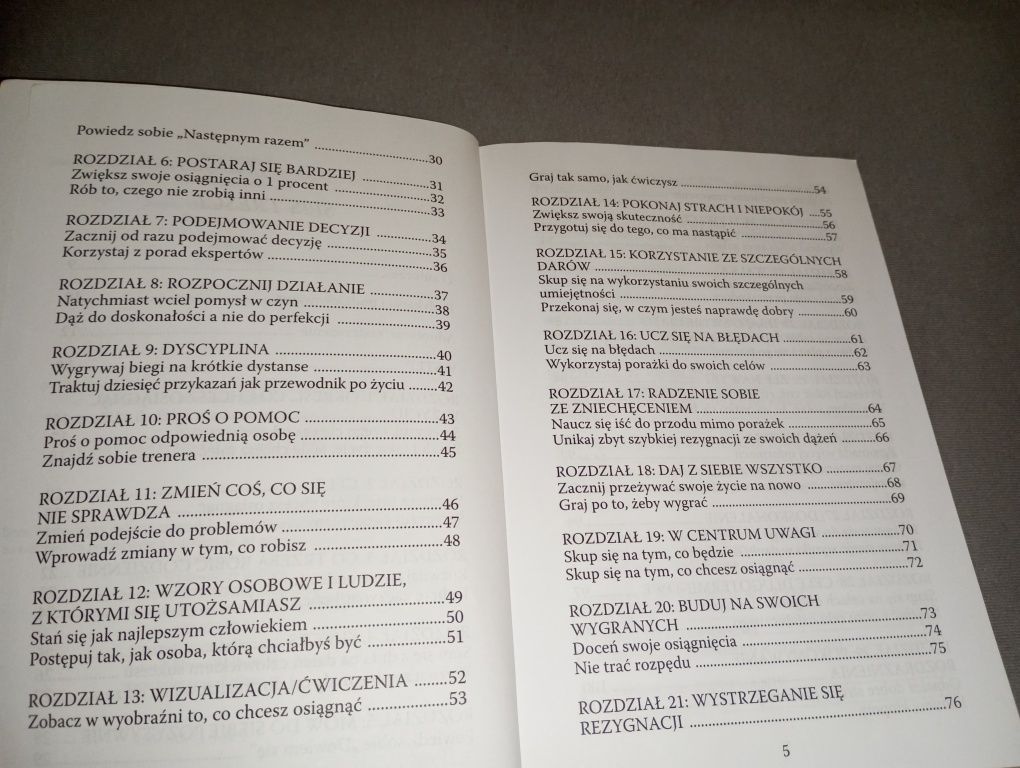 Powiedz sobie „Następnym razem” ..............................30
ROZDZIAŁ 6: POSTARAJ SIĘ BARDZIEJ ..................31
Zwiększ swoje osiągnięcia o 1 procent ........................32
Rób to, czego nie zrobią inni .........................................33
ROZDZIAŁ 7: PODEJMOWANIE DECYZJI ..............34
Zacznij od razu podejmować decyzję ..........................35
Korzystaj z porad ekspertów .........................................36
ROZDZIAŁ 8: ROZPOCZNIJ DZIAŁANIE ................37
Natychmiast wciel pomysł w czyn ................................38
Dąż do doskonałości a nie do perfekcji ........................39
ROZDZIAŁ 9: DYSCYPLINA ........................................40
Wygrywaj biegi na krótkie dystanse ..............................41
Traktuj dziesięć przykazań jak przewodnik po życiu ........42
ROZDZIAŁ 10: PROŚ O POMOC .................................43
Proś o pomoc odpowiednią osobę ................................44
Znajdź sobie trenera ......................................................45
ROZDZIAŁ 11: ZMIEŃ COŚ, CO SIĘ
NIE SPRAWDZA ...........................................................46
Zmień podejście do problemów ....................................47
Wprowadź zmiany w tym, co robisz .............................48
ROZDZIAŁ 12: WZORY OSOBOWE I LUDZIE,
Z KTÓRYMI SIĘ UTOŻSAMIASZ ..............................49
Stań się jak najlepszym człowiekiem .............................50
Postępuj tak, jak osoba, którą chciałbyś być .................51
ROZDZIAŁ 13: WIZUALIZACJA/ĆWICZENIA ........52
Zobacz w wyobraźni to, co chcesz osiągnąć ..................53
Graj tak samo, jak ćwiczysz ..........................................54
ROZDZIAŁ 14: POKONAJ STRACH I NIEPOKÓJ ....55
Zwiększ swoją skuteczność ..........................................56
Przygotuj się do tego, co ma nastąpić ..........................57
ROZDZIAŁ 15: KORZYSTANIE ZE SZCZEGÓLNYCH
DARÓW ........................................................................58
Skup się na wykorzystaniu swoich szczególnych
umiejętności .................................................................59
Przekonaj się, w czym jesteś naprawdę dobry ..............60
ROZDZIAŁ 16: UCZ SIĘ NA BŁĘDACH ......................61
Ucz się na błędach .........................................................62
Wykorzystaj porażki do swoich celów ..........................63
ROZDZIAŁ 17: RADZENIE SOBIE
ZE ZNIECHĘCENIEM ..................................................64
Naucz się iść do przodu mimo porażek ........................65
Unikaj zbyt szybkiej rezygnacji ze swoich dążeń ..........66
ROZDZIAŁ 18: DAJ Z SIEBIE WSZYSTKO ................67
Zacznij przeżywać swoje życie na nowo .......................68
Graj po to, żeby wygrać ................................................69
ROZDZIAŁ 19: W CENTRUM UWAGI ......................70
Skup się na tym, co będzie ...........................................71
Skup się na tym, co chcesz osiągnąć .............................72
ROZDZIAŁ 20: BUDUJ NA SWOICH
WYGRANYCH .............................................................73
Doceń swoje osiągnięcia ..............................................74
Nie trać rozpędu ...........................................................75
ROZDZIAŁ 21: WYSTRZEGANIE SIĘ
REZYGNACJI ...............................................................76
5